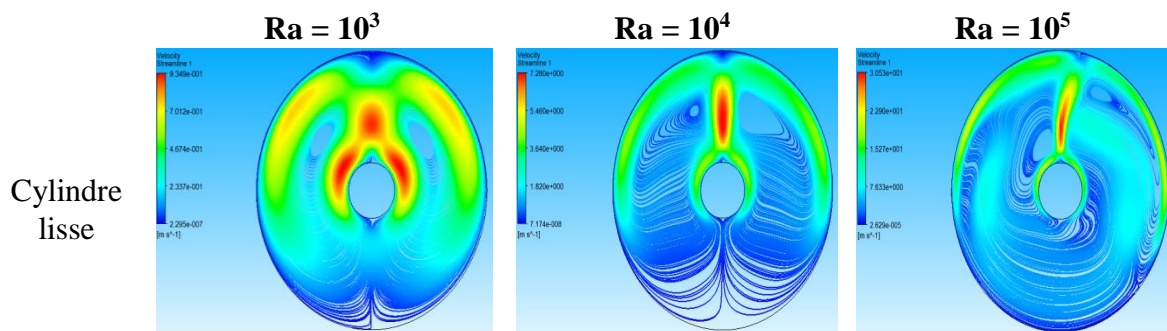 Ra = 10³
Ra = 10⁴
Ra = 10⁵
Cylindre
lisse
Velocity
Streamline 1
9.349e-001
7.012e-001
4.674e-001
2.337e-001
2.295e-007
[m s^-1]
Velocity
Streamline 1
7.280e+000
5.460e+000
3.640e+000
1.820e+000
7.174e-008
[m s^-1]
Velocity
Streamline 1
3.053e+001
2.290e+001
1.527e+001
7.633e+000
2.629e-005
[m s^-1]